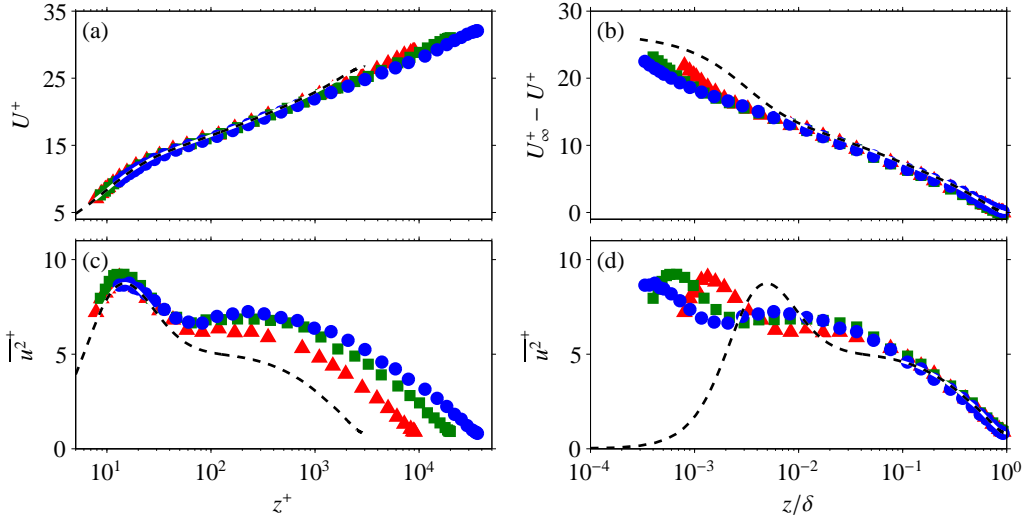 (a)
35
25
15
5
U⁺
(b)
30
20
10
0
U⁺∞ − U⁺
(c)
10
5
0
u²⁺
10¹ 10² 10³ 10⁴
z⁺
(d)
10
5
0
u²⁺
10⁻⁴ 10⁻³ 10⁻² 10⁻¹ 10⁰
z/δ